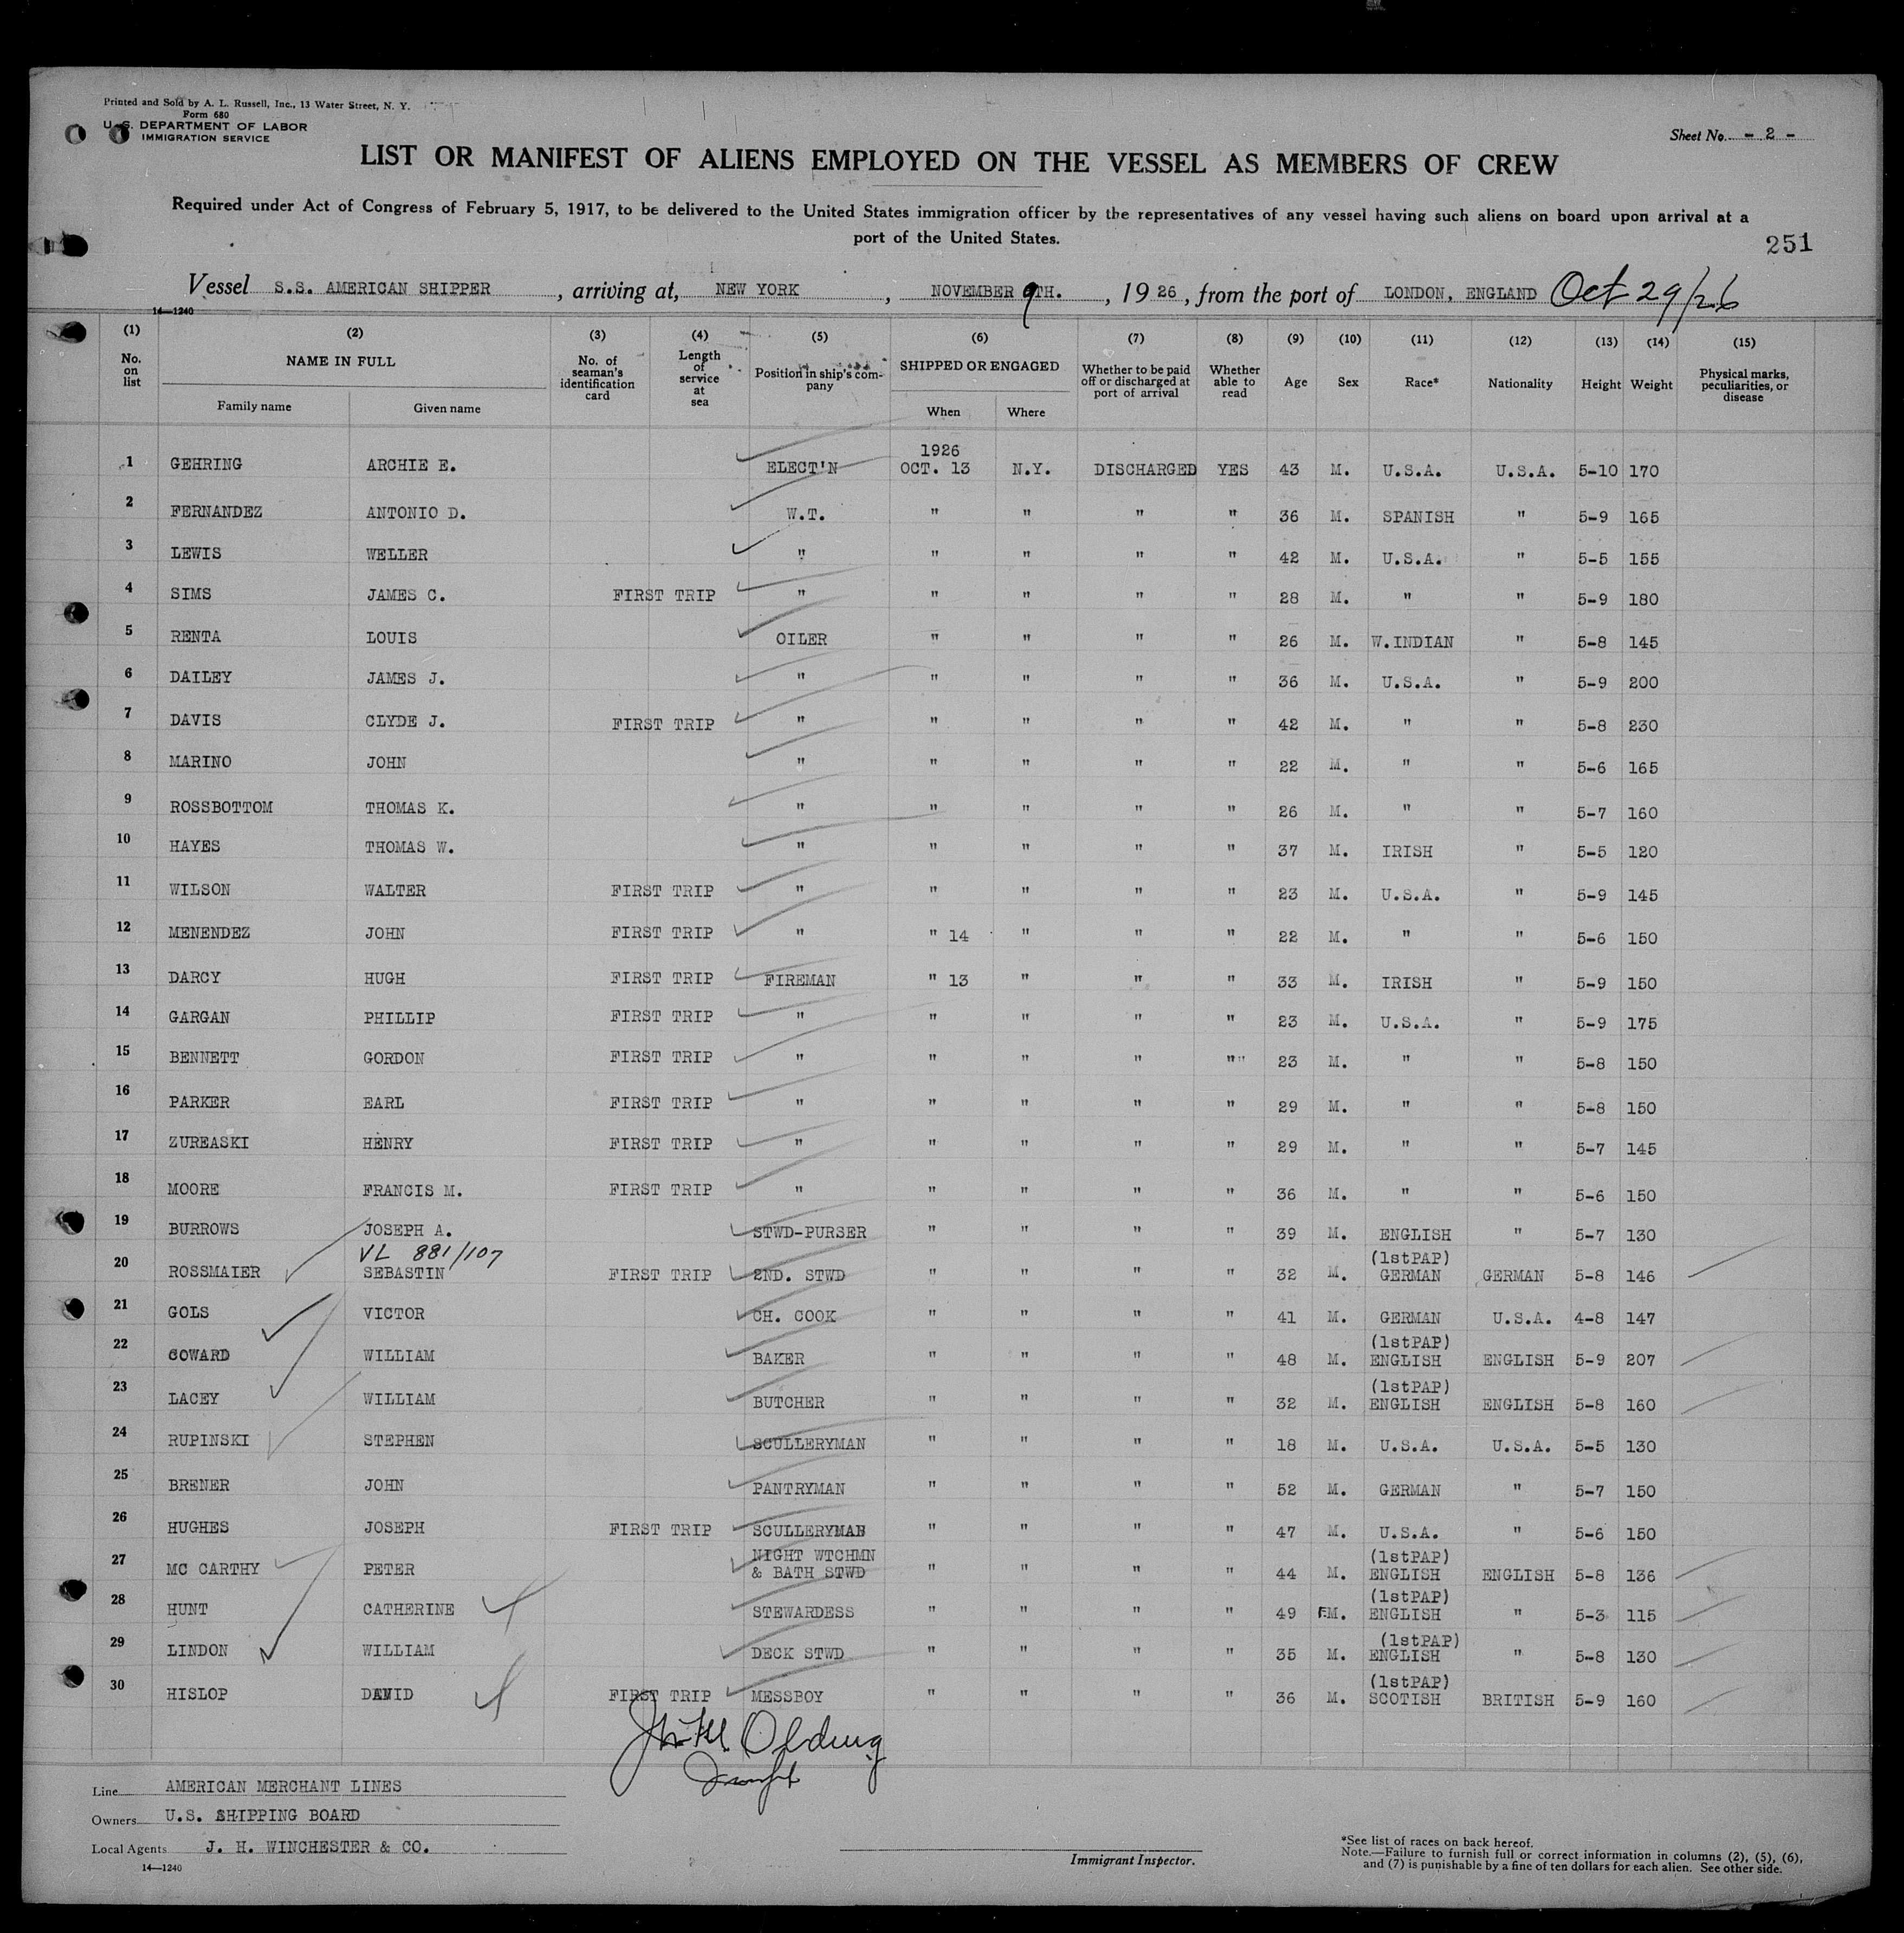 Printed and Sold by A. L. Russell, Inc., 13 Water Street, N. Y.
Form 680
U. S. DEPARTMENT OF LABOR
IMMIGRATION SERVICE
Sheet No. - 2 -
LIST OR MANIFEST OF ALIENS EMPLOYED ON THE VESSEL AS MEMBERS OF CREW
Required under Act of Congress of February 5, 1917, to be delivered to the United States immigration officer by the representatives of any vessel having such aliens on board upon arrival at a
port of the United States.
251
Vessel S.S. AMERICAN SHIPPER, arriving at, NEW YORK, NOVEMBER 9TH., 1926, from the port of LONDON, ENGLAND Oct 29/26
14—1240
(1) (2) (3) (4) (5) (6) (7) (8) (9) (10) (11) (12) (13) (14) (15)
No. on list NAME IN FULL Family name Given name No. of seaman's identification card Length of service at sea Position in ship's company SHIPPED OR ENGAGED When Where Whether to be paid off or discharged at port of arrival Whether able to read Age Sex Race* Nationality Height Weight Physical marks, peculiarities, or disease
1 GEHRING ARCHIE E. ELECT'N 1926 OCT. 13 N.Y. DISCHARGED YES 43 M. U.S.A. U.S.A. 5-10 170
2 FERNANDEZ ANTONIO D. W.T. " " " " 36 M. SPANISH " 5-9 165
3 LEWIS WELLER " " " " " 42 M. U.S.A. " 5-5 155
4 SIMS JAMES C. FIRST TRIP " " " " " 28 M. " " 5-9 180
5 RENTA LOUIS OILER " " " " 26 M. W.INDIAN " 5-8 145
6 DAILEY JAMES J. " " " " " 36 M. U.S.A. " 5-9 200
7 DAVIS CLYDE J. FIRST TRIP " " " " " 42 M. " " 5-8 230
8 MARINO JOHN " " " " " 22 M. " " 5-6 165
9 ROSSBOTTOM THOMAS K. " " " " " 26 M. " " 5-7 160
10 HAYES THOMAS W. " " " " " 37 M. IRISH " 5-5 120
11 WILSON WALTER FIRST TRIP " " " " " 23 M. U.S.A. " 5-9 145
12 MENENDEZ JOHN FIRST TRIP " " 14 " " " 22 M. " " 5-6 150
13 DARCY HUGH FIRST TRIP FIREMAN " 13 " " " 33 M. IRISH " 5-9 150
14 GARGAN PHILLIP FIRST TRIP " " " " " 23 M. U.S.A. " 5-9 175
15 BENNETT GORDON FIRST TRIP " " " " "" 23 M. " " 5-8 150
16 PARKER EARL FIRST TRIP " " " " " 29 M. " " 5-8 150
17 ZUREASKI HENRY FIRST TRIP " " " " " 29 M. " " 5-7 145
18 MOORE FRANCIS M. FIRST TRIP " " " " " 36 M. " " 5-6 150
19 BURROWS JOSEPH A. STWD-PURSER " " " " 39 M. ENGLISH " 5-7 130
VL 881/107
20 ROSSMAIER SEBASTIN FIRST TRIP 2ND. STWD " " " " 32 M. (1stPAP) GERMAN GERMAN 5-8 146
21 GOLS VICTOR CH. COOK " " " " 41 M. GERMAN U.S.A. 4-8 147
22 COWARD WILLIAM BAKER " " " " 48 M. (1stPAP) ENGLISH ENGLISH 5-9 207
23 LACEY WILLIAM BUTCHER " " " " 32 M. (1stPAP) ENGLISH ENGLISH 5-8 160
24 RUPINSKI STEPHEN SCULLERYMAN " " " " 18 M. U.S.A. U.S.A. 5-5 130
25 BRENER JOHN PANTRYMAN " " " " 52 M. GERMAN " 5-7 150
26 HUGHES JOSEPH FIRST TRIP SCULLERYMAN " " " " 47 M. U.S.A. " 5-6 150
27 MC CARTHY PETER NIGHT WTCHMN & BATH STWD " " " " 44 M. (1stPAP) ENGLISH ENGLISH 5-8 136
28 HUNT CATHERINE STEWARDESS " " " " 49 FM. (1stPAP) ENGLISH " 5-3 115
29 LINDON WILLIAM DECK STWD " " " " 35 M. (1stPAP) ENGLISH " 5-8 130
30 HISLOP DAVID FIRST TRIP MESSBOY " " " " 36 M. (1stPAP) SCOTISH BRITISH 5-9 160
Olding
Line AMERICAN MERCHANT LINES
Owners U.S. SHIPPING BOARD
Local Agents J. H. WINCHESTER & CO.
14—1240
Immigrant Inspector.
*See list of races on back hereof.
Note.—Failure to furnish full or correct information in columns (2), (5), (6),
and (7) is punishable by a fine of ten dollars for each alien. See other side.